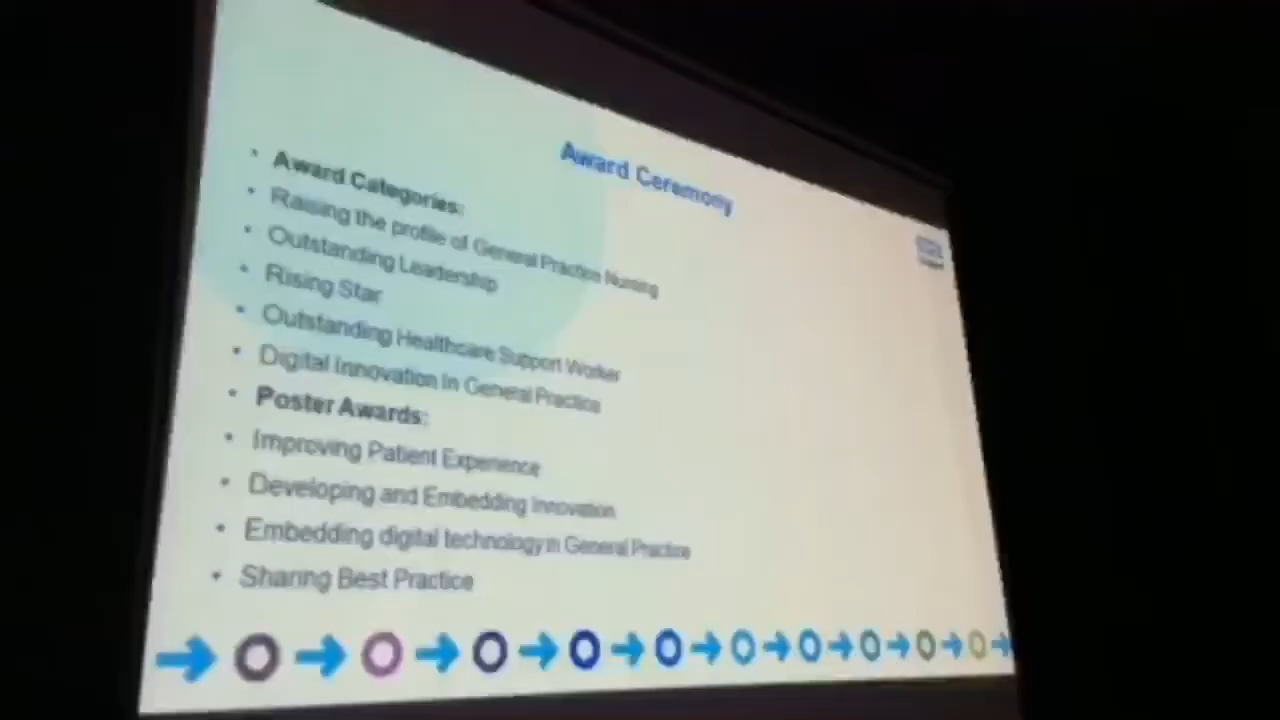 Award Ceremony
• Award Categories:
• Raising the profile of General Practice Nursing
• Outstanding Leadership
• Rising Star
• Outstanding Healthcare Support Worker
• Digital Innovation in General Practice
• Poster Awards:
• Improving Patient Experience
• Developing and Embedding Innovation
• Embedding digital technology in General Practice
• Sharing Best Practice